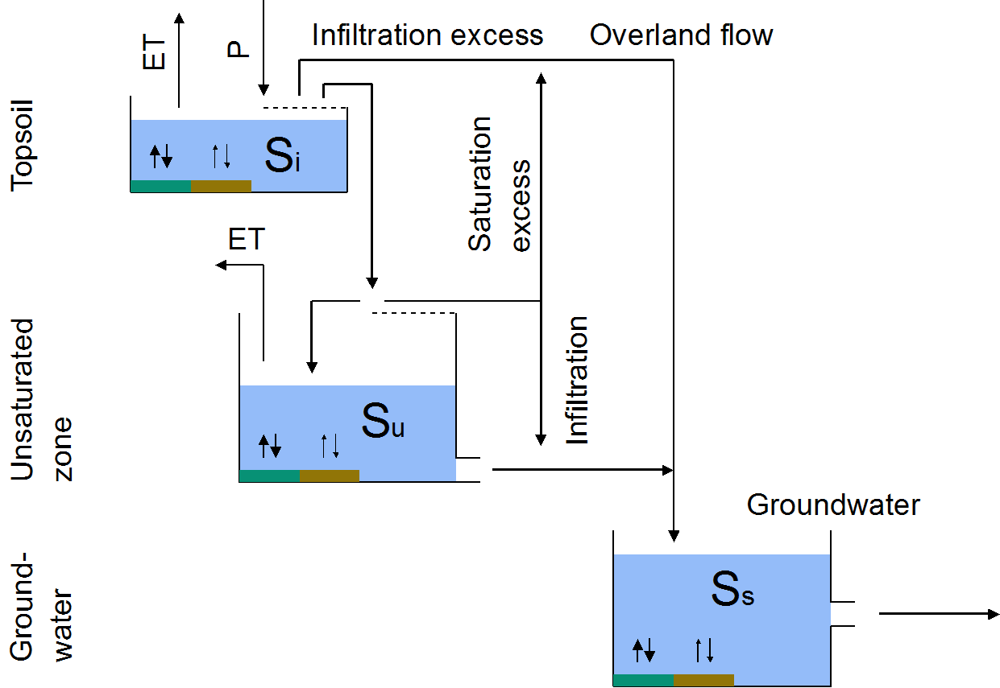 Infiltration excess
Overland flow
ET
P
Topsoil
Si
Saturation
excess
ET
Unsaturated
zone
Su
Infiltration
Groundwater
Ground-
water
Ss